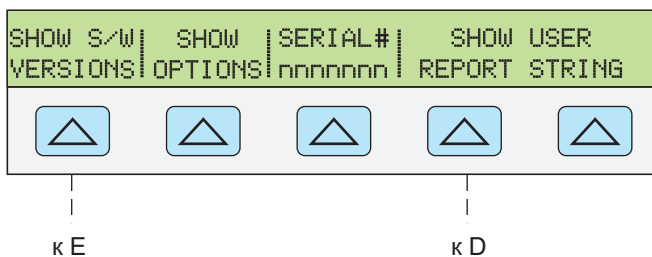 SHOW S/W SHOW SERIAL# SHOW USER
VERSIONS OPTIONS nnnnnnn REPORT STRING
к E к D